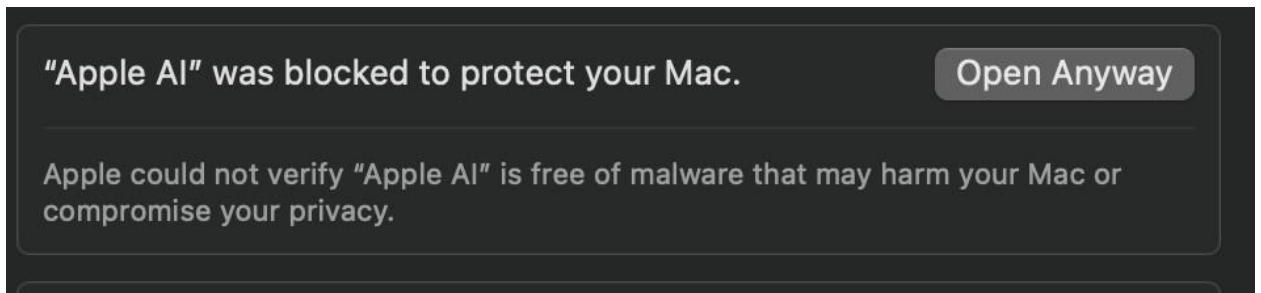 “Apple AI” was blocked to protect your Mac.
Open Anyway
Apple could not verify “Apple AI” is free of malware that may harm your Mac or
compromise your privacy.